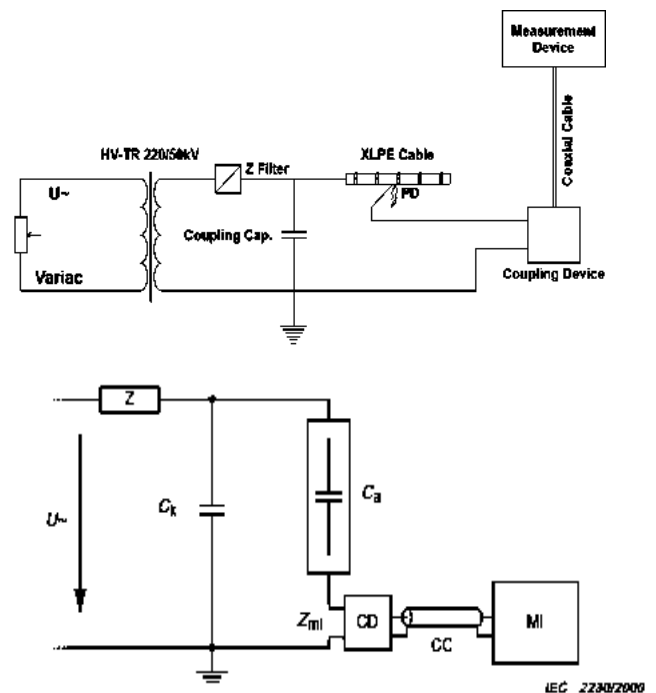 Measurement
Device
Coaxial Cable
HV-TR 220/50kV
Z Filter
XLPE Cable
U~
PD
Coupling Cap.
Variac
Coupling Device
Z
Ck
Ca
U~
Zmi
CD
CC
MI
IEC 2230/2000